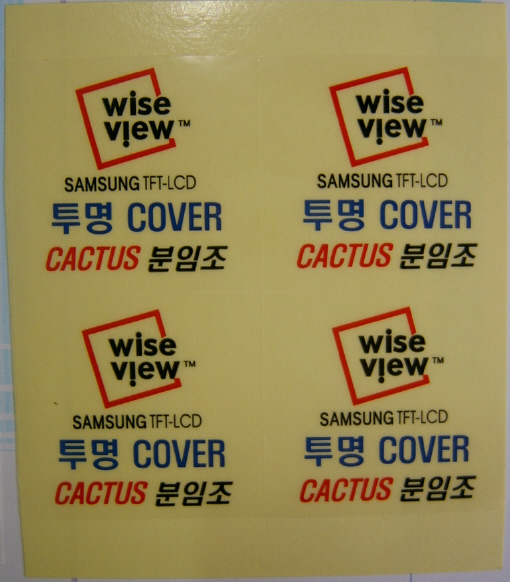 wise
view™
SAMSUNG TFT-LCD
투명 COVER
CACTUS 분임조
wise
view™
SAMSUNG TFT-LCD
투명 COVER
CACTUS 분임조
wise
view™
SAMSUNG TFT-LCD
투명 COVER
CACTUS 분임조
wise
view™
SAMSUNG TFT-LCD
투명 COVER
CACTUS 분임조